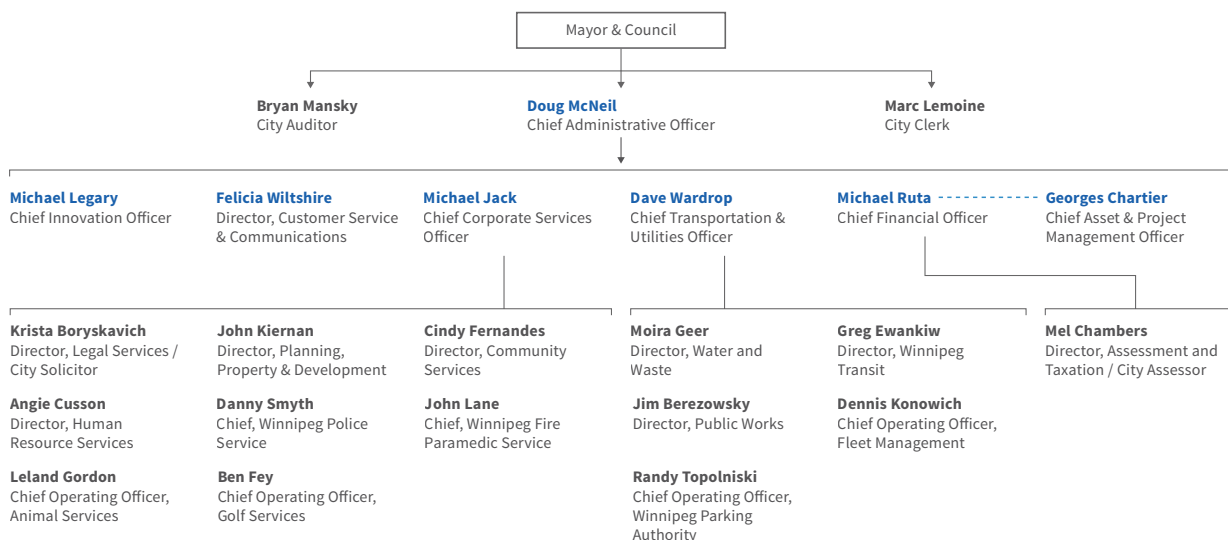 Mayor & Council
Bryan Mansky
City Auditor
Doug McNeil
Chief Administrative Officer
Marc Lemoine
City Clerk
Michael Legary
Chief Innovation Officer
Felicia Wiltshire
Director, Customer Service
& Communications
Michael Jack
Chief Corporate Services
Officer
Dave Wardrop
Chief Transportation &
Utilities Officer
Michael Ruta
Chief Financial Officer
Georges Chartier
Chief Asset & Project
Management Officer
Krista Boryskavich
Director, Legal Services /
City Solicitor
John Kiernan
Director, Planning,
Property & Development
Cindy Fernandes
Director, Community
Services
Moira Geer
Director, Water and
Waste
Greg Ewankiw
Director, Winnipeg
Transit
Mel Chambers
Director, Assessment and
Taxation / City Assessor
Angie Cusson
Director, Human
Resource Services
Danny Smyth
Chief, Winnipeg Police
Service
John Lane
Chief, Winnipeg Fire
Paramedic Service
Jim Berezowsky
Director, Public Works
Dennis Konowich
Chief Operating Officer,
Fleet Management
Leland Gordon
Chief Operating Officer,
Animal Services
Ben Fey
Chief Operating Officer,
Golf Services
Randy Topolniski
Chief Operating Officer,
Winnipeg Parking
Authority